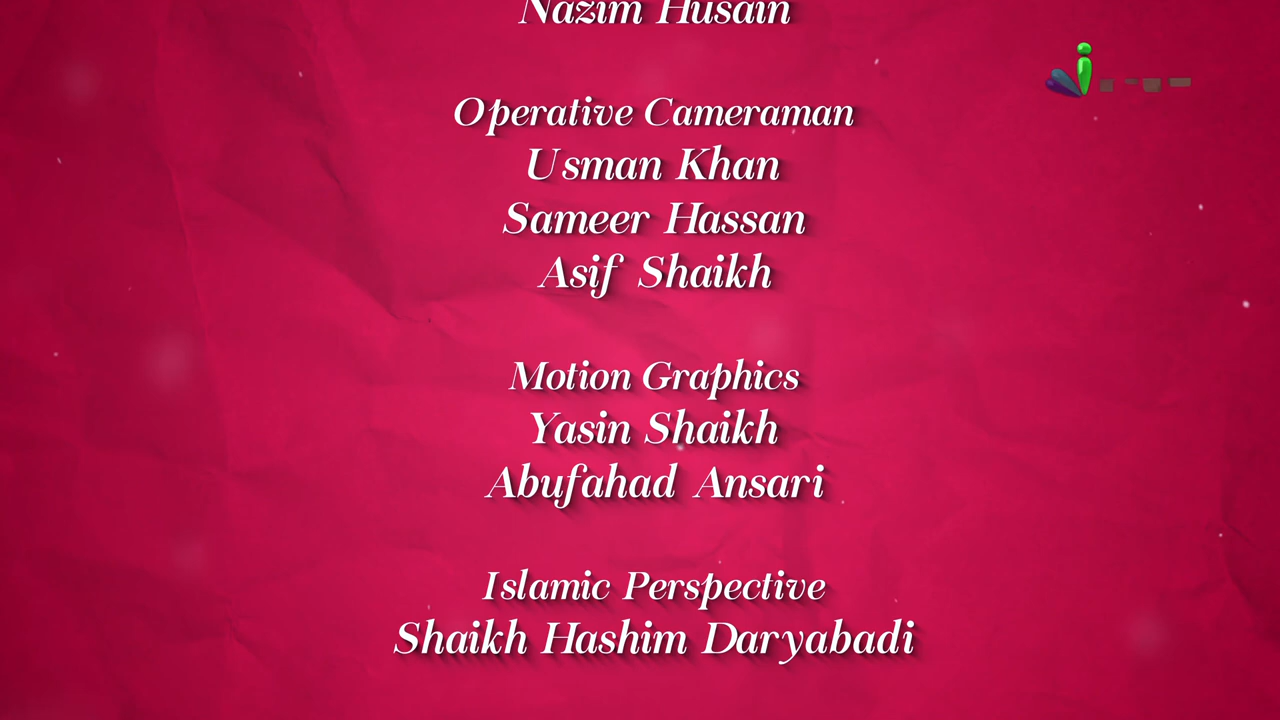 Nazim Husain
Operative Cameraman
Usman Khan
Sameer Hassan
Asif Shaikh
Motion Graphics
Yasin Shaikh
Abufahad Ansari
Islamic Perspective
Shaikh Hashim Daryabadi